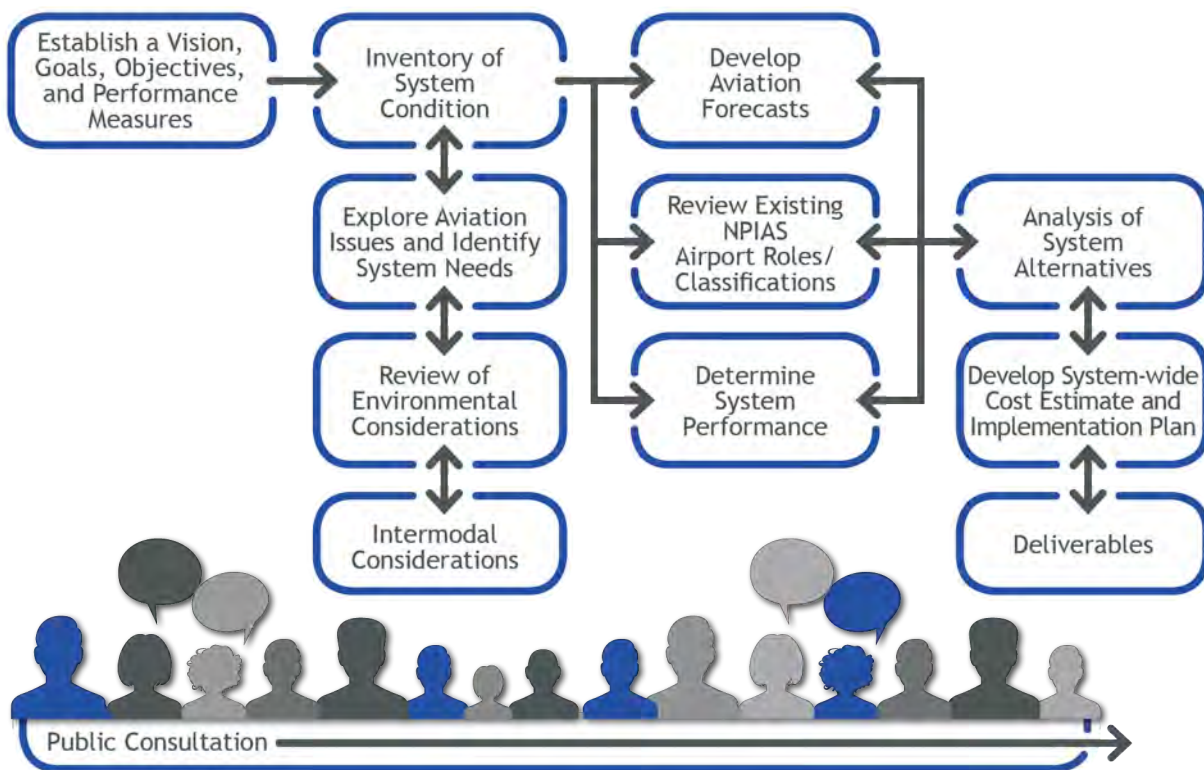 Establish a Vision,
Goals, Objectives,
and Performance
Measures
Inventory of
System
Condition
Develop
Aviation
Forecasts
Explore Aviation
Issues and Identify
System Needs
Review Existing
NPIAS
Airport Roles/
Classifications
Analysis of
System
Alternatives
Review of
Environmental
Considerations
Determine
System
Performance
Develop System-wide
Cost Estimate and
Implementation Plan
Intermodal
Considerations
Deliverables
Public Consultation